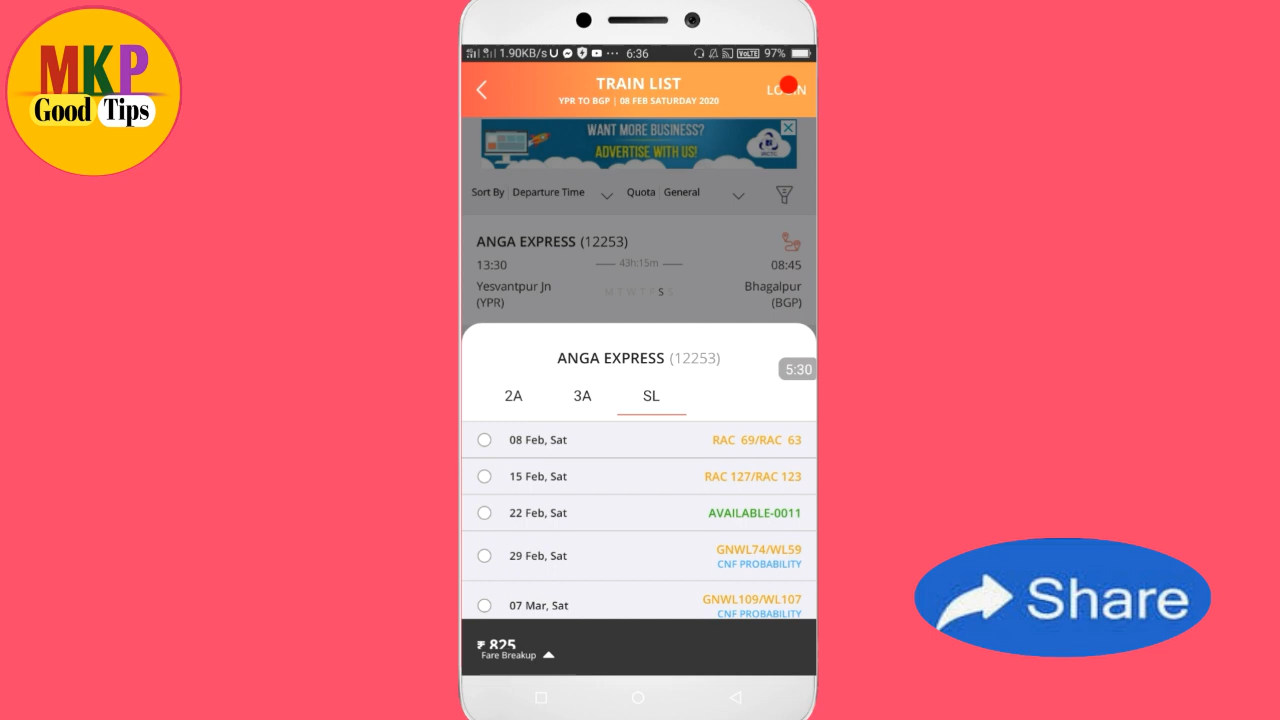 MKP
Good Tips
1.90KB/s U ... 6:36 VoLTE 97%
TRAIN LIST
YPR TO BGP | 08 FEB SATURDAY 2020
WANT MORE BUSINESS?
ADVERTISE WITH US!
IRCTC
Sort By Departure Time Quota General
ANGA EXPRESS (12253)
13:30 43h:15m 08:45
Yesvantpur Jn
(YPR)
M T W T F S S
Bhagalpur
(BGP)
ANGA EXPRESS (12253)
5:30
2A 3A SL
08 Feb, Sat RAC 69/RAC 63
15 Feb, Sat RAC 127/RAC 123
22 Feb, Sat AVAILABLE-0011
29 Feb, Sat GNWL74/WL59
CNF PROBABILITY
07 Mar, Sat GNWL109/WL107
CNF PROBABILITY
₹ 825
Fare Breakup
Share